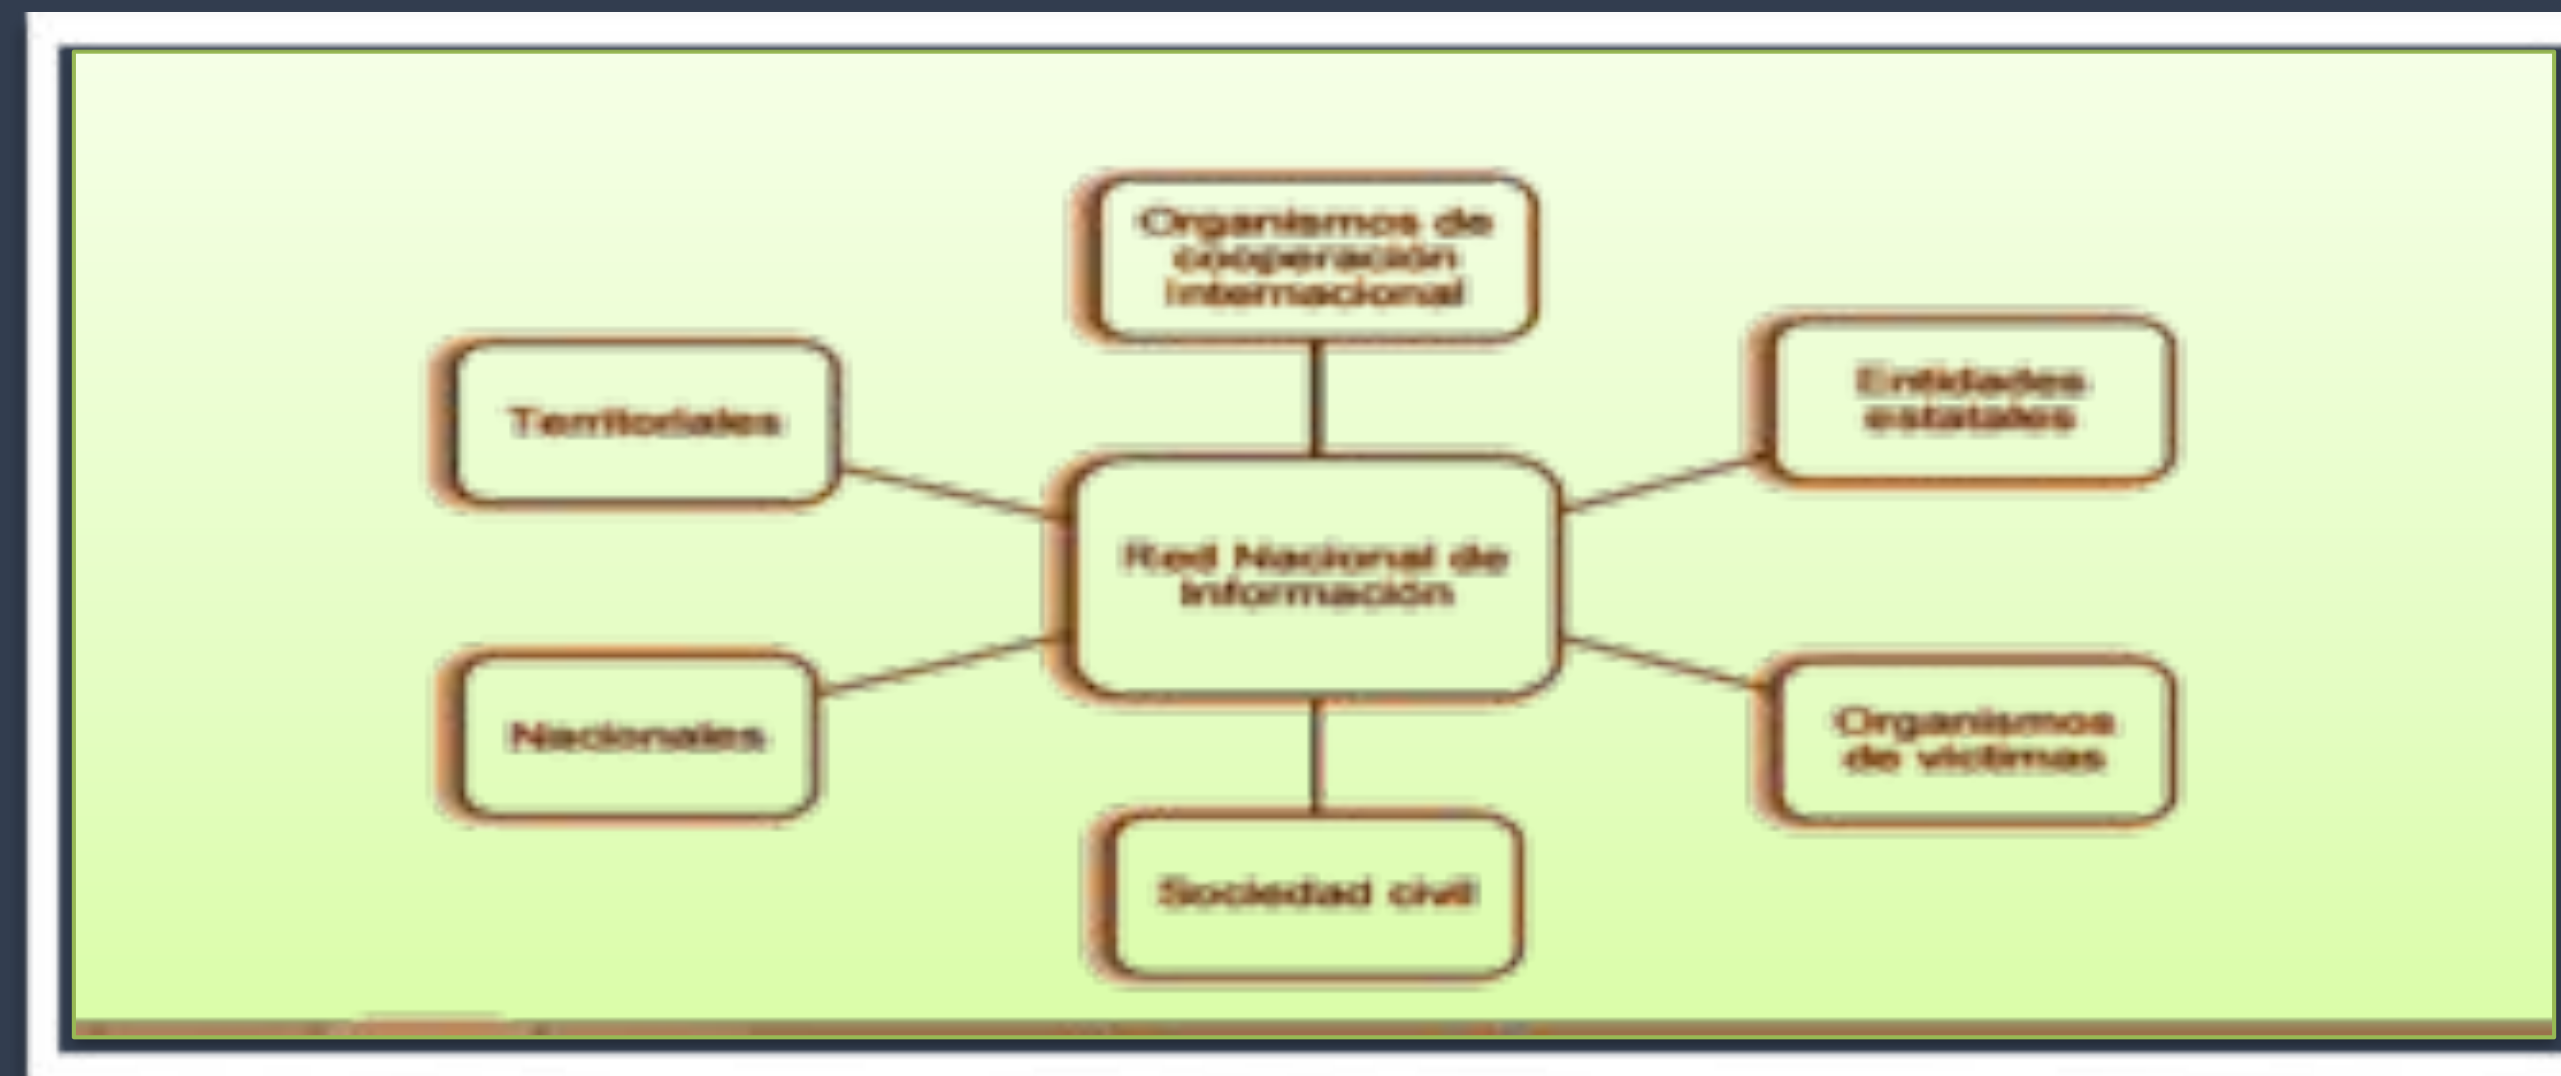 Organismos de
cooperación
Internacional
Territoriales
Entidades
estatales
Red Nacional de
Información
Nacionales
Organismos
de víctimas
Sociedad civil